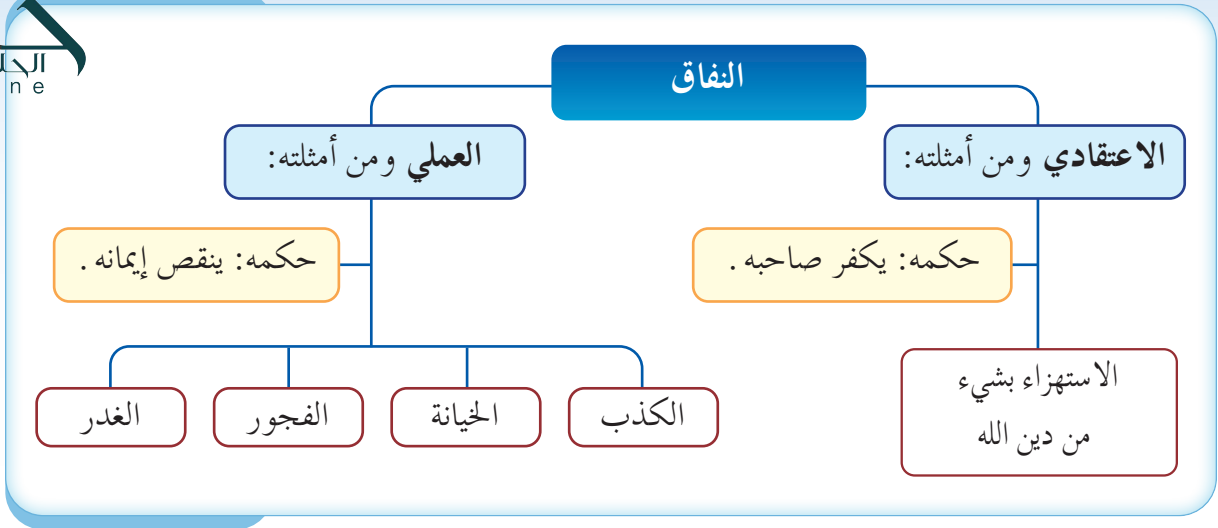 النفاق
الاعتقادي ومن أمثلته:
حكمه: يكفر صاحبه.
الاستهزاء بشيء
من دين الله
العملي ومن أمثلته:
حكمه: ينقص إيمانه.
الكذب
الخيانة
الفجور
الغدر